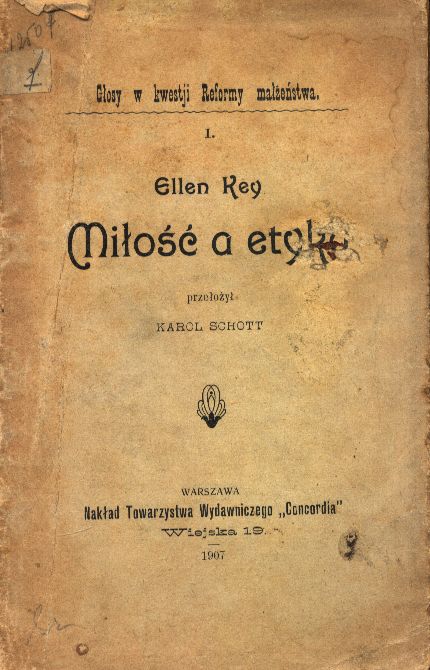 Głosy w kwestji Reformy małżeństwa.
I.
Ellen Key
Miłość a etyka
przełożył
KAROL SCHOTT
WARSZAWA
Nakład Towarzystwa Wydawniczego „Concordia”
Wiejska 19.
1907